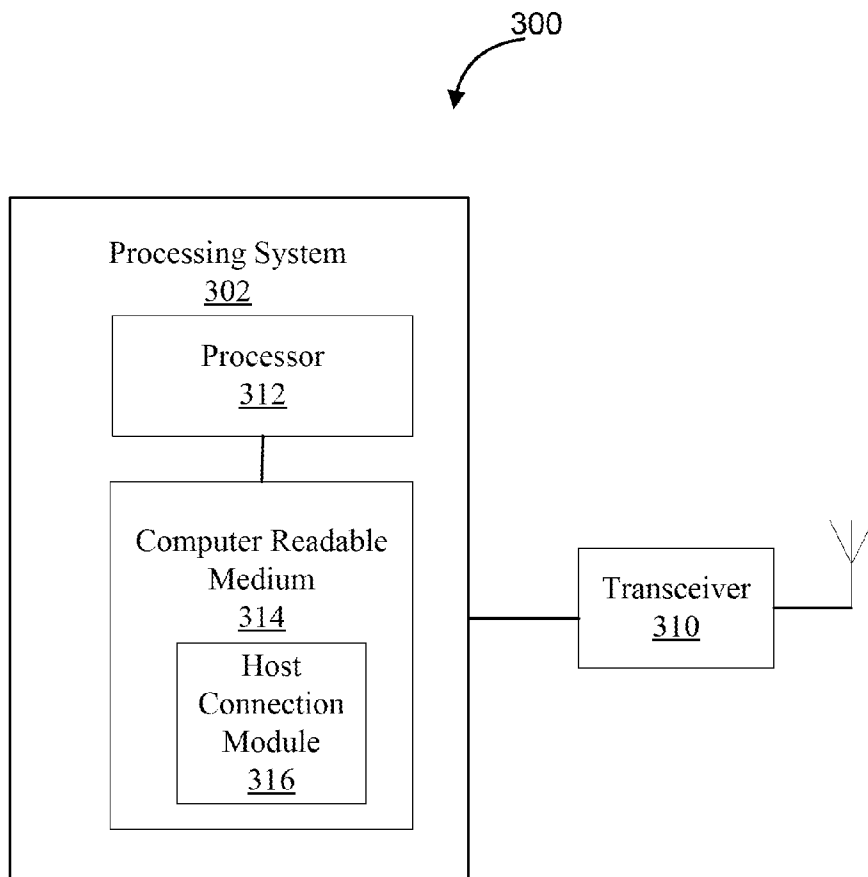 300
Processing System
302
Processor
312
Computer Readable
Medium
314
Host
Connection
Module
316
Transceiver
310